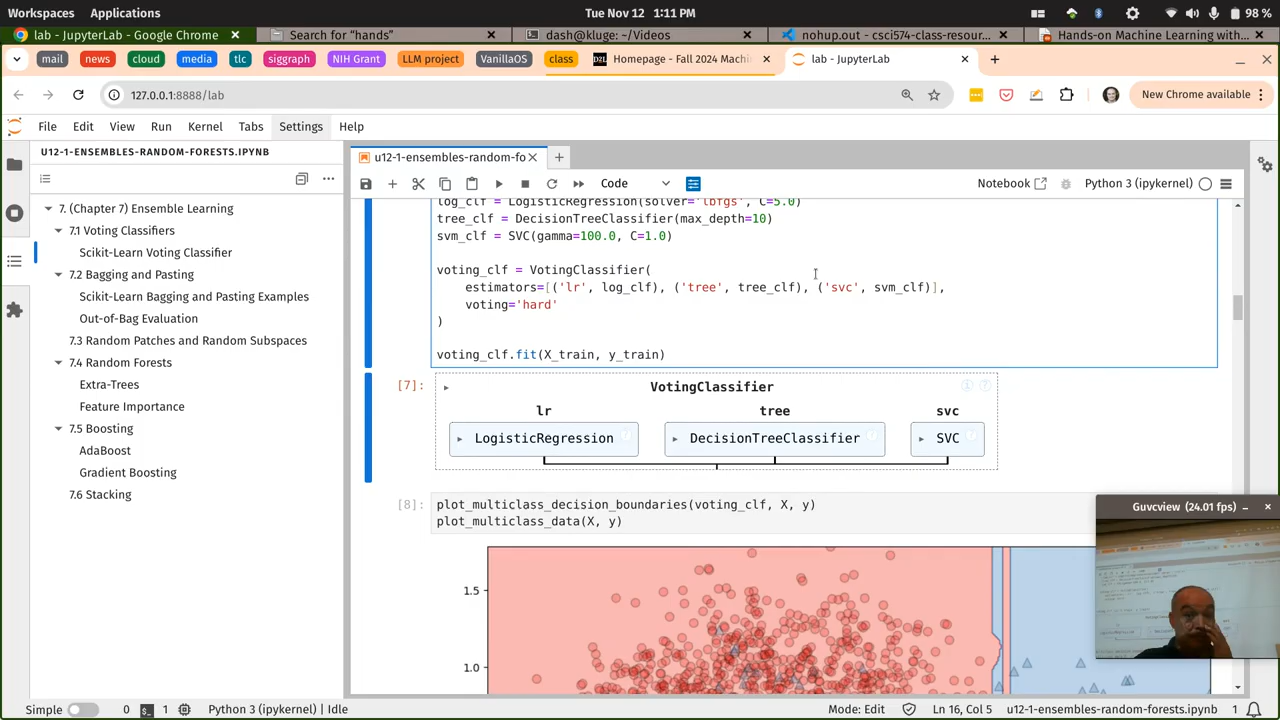 Workspaces Applications Tue Nov 12 1:11 PM 98 %
lab - JupyterLab - Google Chrome Search for “hands” dash@kluge: ~/Videos nohup.out - csci574-class-resour... Hands-on Machine Learning with...
mail news cloud media tlc siggraph NIH Grant LLM project VanillaOS class D2L Homepage - Fall 2024 Machi lab - JupyterLab
127.0.0.1:8888/lab New Chrome available
File Edit View Run Kernel Tabs Settings Help
U12-1-ENSEMBLES-RANDOM-FORESTS.IPYNB
u12-1-ensembles-random-fo
Code Notebook Python 3 (ipykernel)
7. (Chapter 7) Ensemble Learning
7.1 Voting Classifiers
Scikit-Learn Voting Classifier
7.2 Bagging and Pasting
Scikit-Learn Bagging and Pasting Examples
Out-of-Bag Evaluation
7.3 Random Patches and Random Subspaces
7.4 Random Forests
Extra-Trees
Feature Importance
7.5 Boosting
AdaBoost
Gradient Boosting
7.6 Stacking
log_clf = LogisticRegression(solver='lbfgs', C=5.0)
tree_clf = DecisionTreeClassifier(max_depth=10)
svm_clf = SVC(gamma=100.0, C=1.0)
voting_clf = VotingClassifier(
estimators=[('lr', log_clf), ('tree', tree_clf), ('svc', svm_clf)],
voting='hard'
)
voting_clf.fit(X_train, y_train)
[7]:
VotingClassifier
lr tree svc
LogisticRegression DecisionTreeClassifier SVC
[8]: plot_multiclass_decision_boundaries(voting_clf, X, y)
plot_multiclass_data(X, y)
Guvcview (24.01 fps)
1.5
1.0
Simple 0 1 Python 3 (ipykernel) | Idle Mode: Edit Ln 16, Col 5 u12-1-ensembles-random-forests.ipynb 1